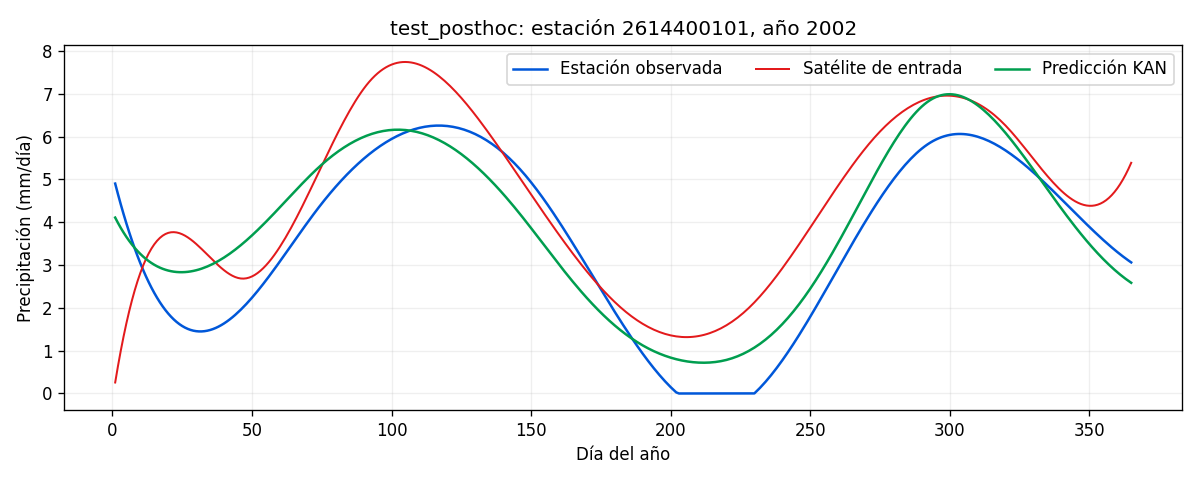 test_posthoc: estación 2614400101, año 2002
Estación observada Satélite de entrada Predicción KAN
Precipitación (mm/día)
8
7
6
5
4
3
2
1
0
0 50 100 150 200 250 300 350
Día del año